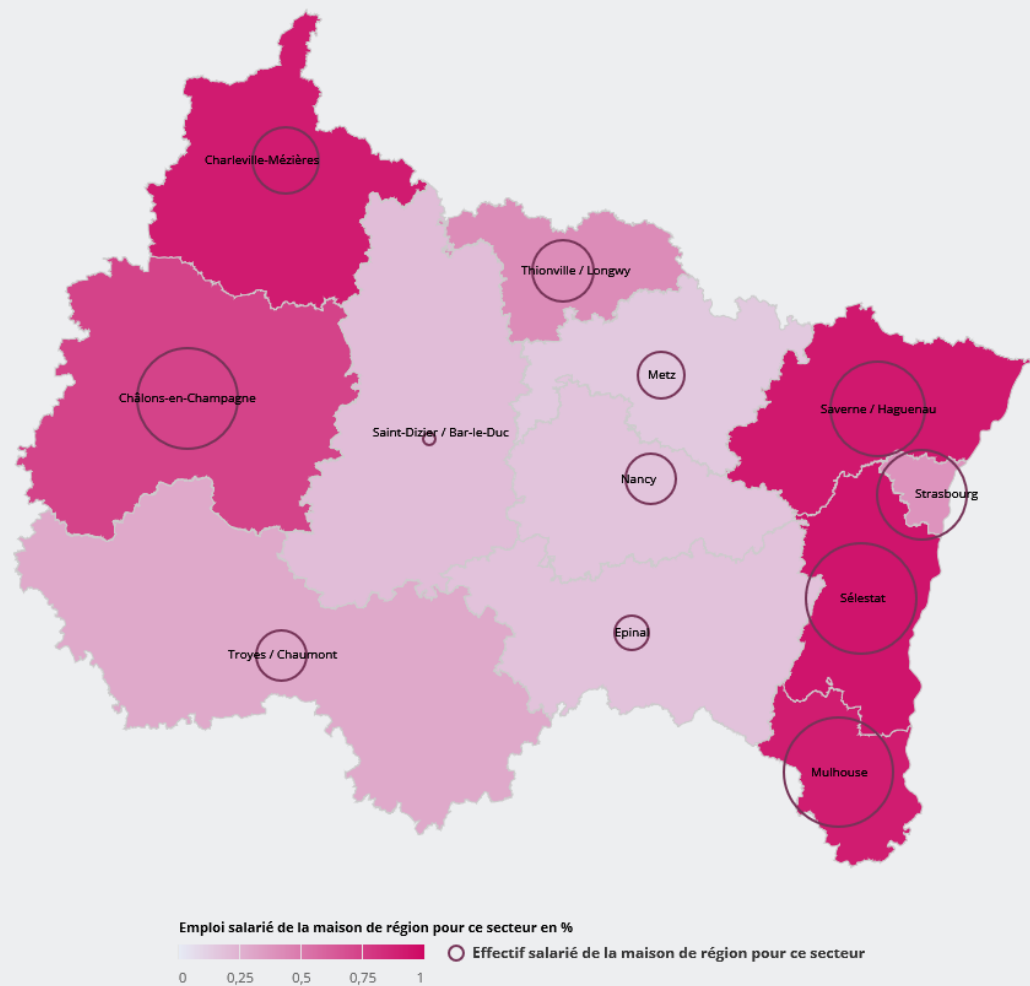 Charleville-Mézières
Thionville / Longwy
Metz
Châlons-en-Champagne
Saverne / Haguenau
Saint-Dizier / Bar-le-Duc
Nancy
Strasbourg
Sélestat
Epinal
Troyes / Chaumont
Mulhouse
Emploi salarié de la maison de région pour ce secteur en %
Effectif salarié de la maison de région pour ce secteur
0 0,25 0,5 0,75 1